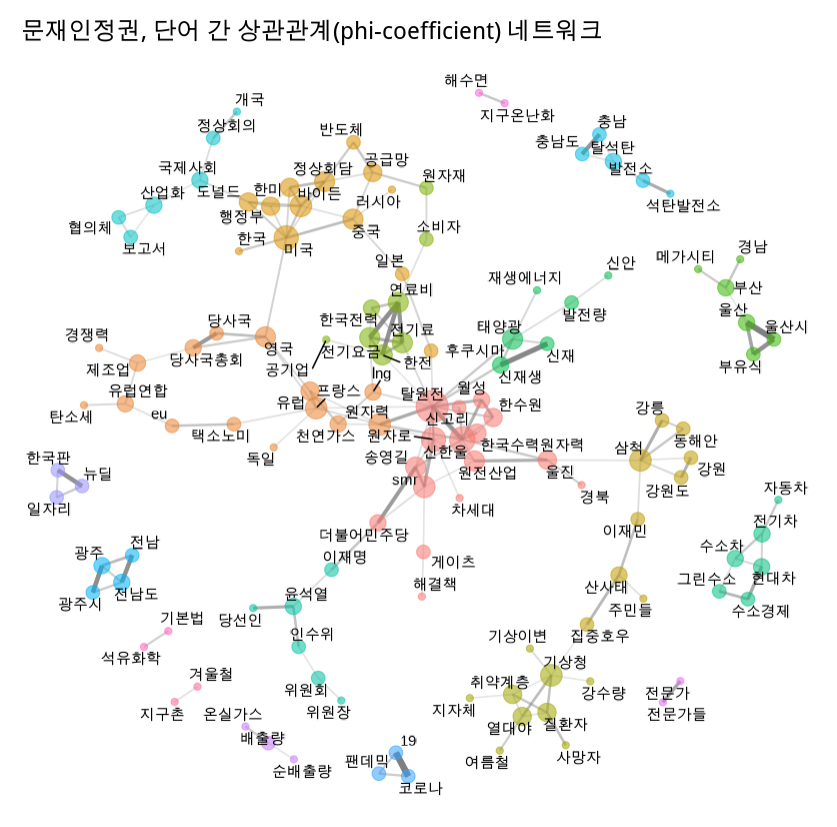 문재인정권, 단어 간 상관관계(phi-coefficient) 네트워크
해수면
지구온난화
개국
정상회의
충남
충남도
탈석탄
발전소
석탄발전소
반도체
공급망
정상회담
원자재
국제사회
산업화
도널드
한미
바이든
러시아
협의체
행정부
중국
소비자
보고서
한국
미국
일본
메가시티
경남
부산
재생에너지
신안
연료비
발전량
울산
울산시
부유식
당사국
한국전력
전기료
태양광
경쟁력
영국
전기요금
한전
후쿠시마
신재
당사국총회
공기업
제조업
lng
신재생
유럽연합
프랑스
탈원전
월성
탄소세
eu
유럽
원자력
신고리
한수원
강릉
택소노미
천연가스
원자로
신한울
한국수력원자력
삼척
동해안
독일
송영길
원전산업
울진
강원
한국판
뉴딜
smr
강원도
일자리
차세대
경북
자동차
더불어민주당
이재민
전기차
전남
광주
이재명
게이츠
수소차
광주시
전남도
윤석열
해결책
산사태
그린수소
현대차
당선인
주민들
수소경제
기본법
인수위
기상이변
집중호우
석유화학
기상청
겨울철
위원회
취약계층
강수량
전문가
지구촌
온실가스
위원장
지자체
전문가들
배출량
열대야
질환자
19
팬데믹
여름철
사망자
순배출량
코로나